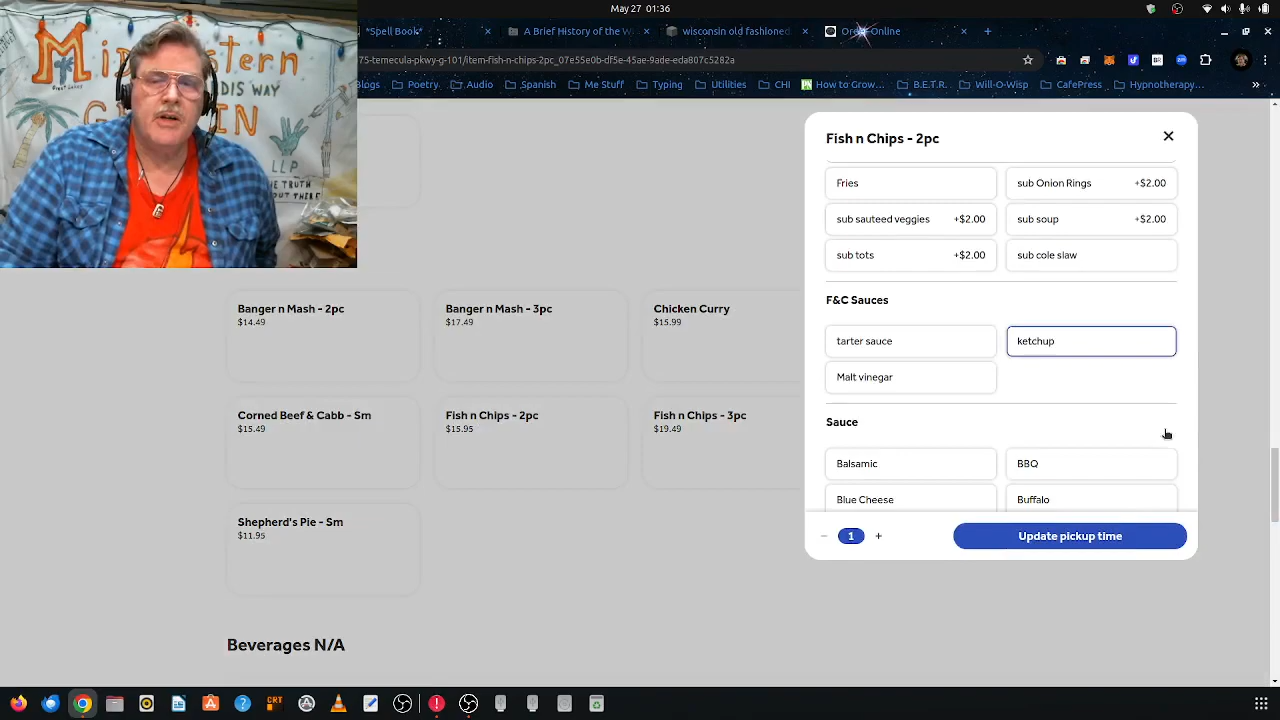 May 27 01:36
*Spell Book*
A Brief History of the W
wisconsin old fashioned
Order Online
75-temecula-pkwy-g-101/item-fish-n-chips-2pc_07e55e0b-df5e-45ae-9ade-eda807c5282a
Blogs
Poetry
Audio
Spanish
Me Stuff
Typing
Utilities
CHI
How to Grow...
B.E.T.R.
Will-O-Wisp
CafePress
Hypnotherapy...
Fish n Chips - 2pc
Fries
sub Onion Rings +$2.00
sub sauteed veggies +$2.00
sub soup +$2.00
sub tots +$2.00
sub cole slaw
F&C Sauces
tarter sauce
ketchup
Malt vinegar
Sauce
Balsamic
BBQ
Blue Cheese
Buffalo
1
Update pickup time
Banger n Mash - 2pc
$14.49
Banger n Mash - 3pc
$17.49
Chicken Curry
$15.99
Corned Beef & Cabb - Sm
$15.49
Fish n Chips - 2pc
$15.95
Fish n Chips - 3pc
$19.49
Shepherd's Pie - Sm
$11.95
Beverages N/A
CRT